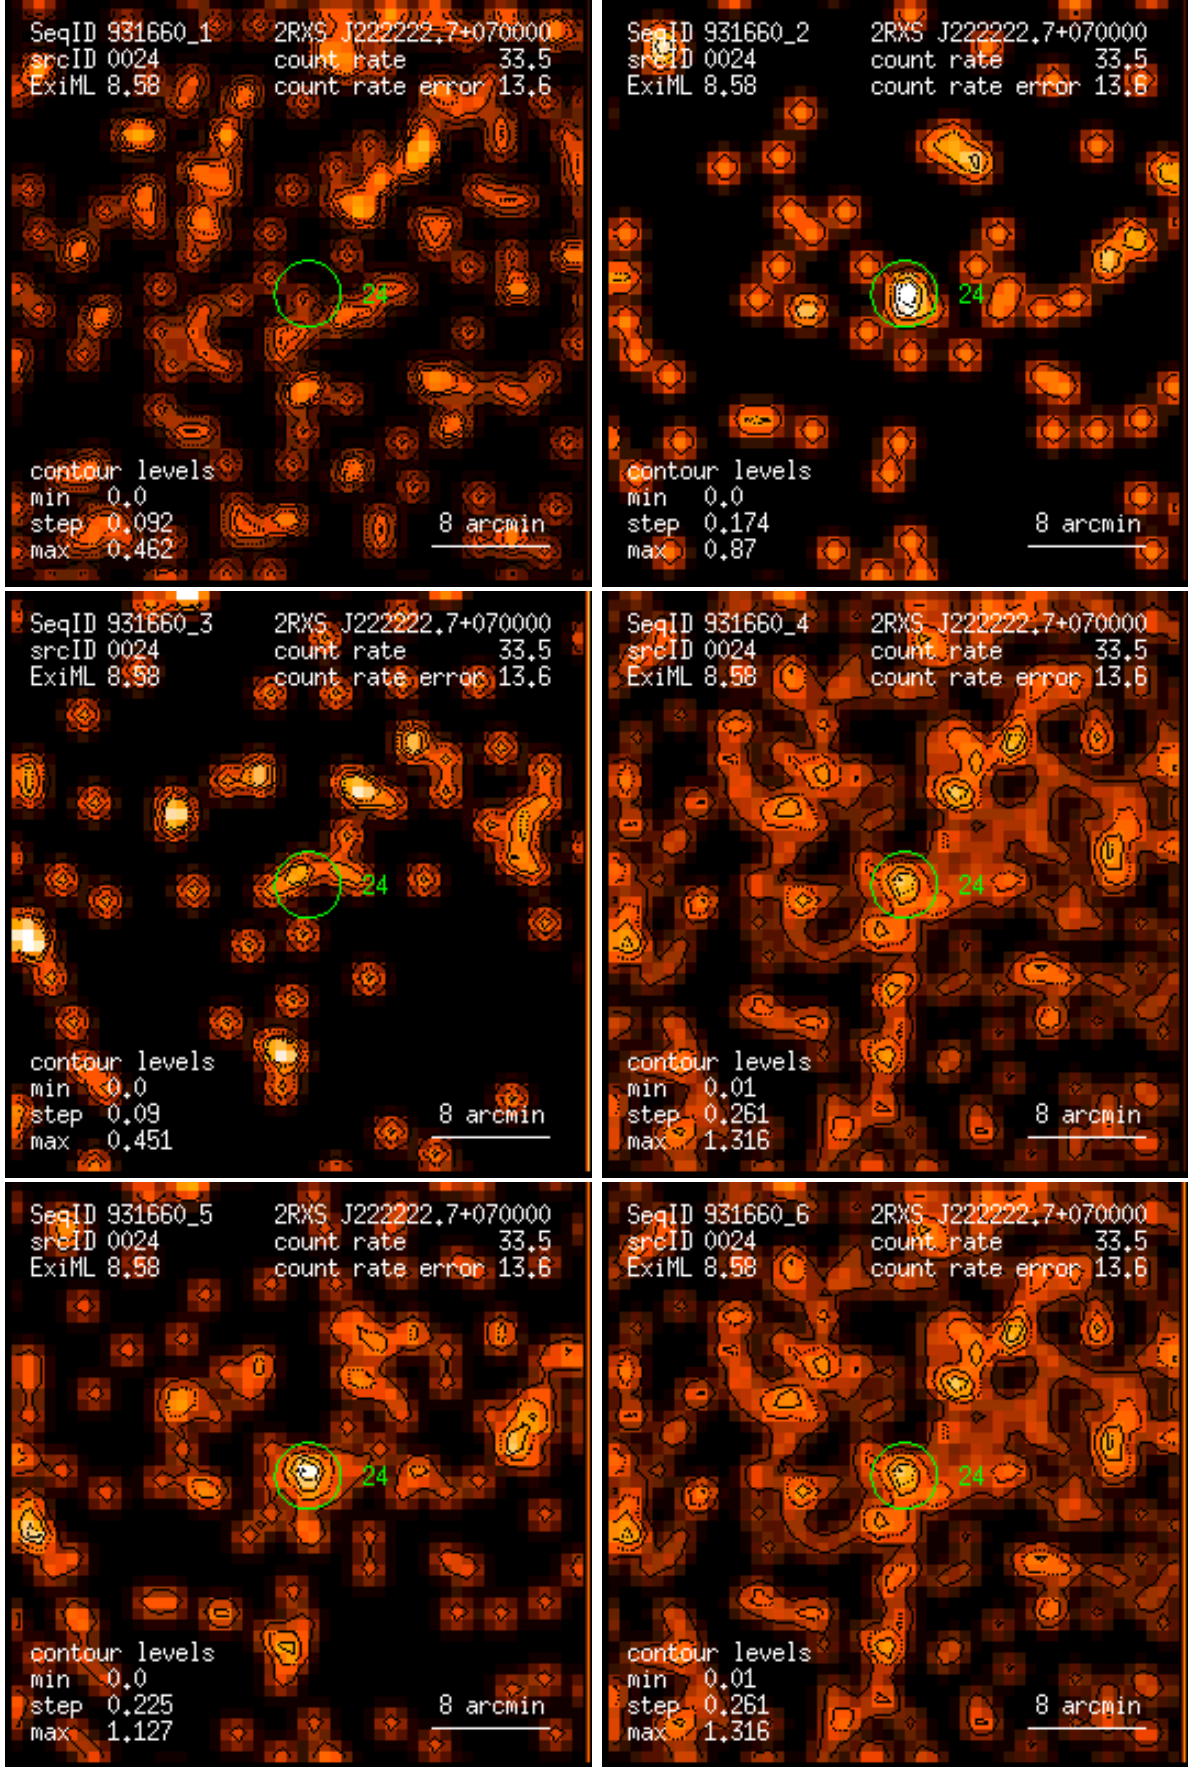 SeqID 931660_1 2RXS J222222.7+070000
srcID 0024 count rate 33.5
ExiML 8.58 count rate error 13.6
24
contour levels
min 0.0
step 0.092
max 0.462
8 arcmin
SeqID 931660_2 2RXS J222222.7+070000
srcID 0024 count rate 33.5
ExiML 8.58 count rate error 13.6
24
contour levels
min 0.0
step 0.174
max 0.87
8 arcmin
SeqID 931660_3 2RXS J222222.7+070000
srcID 0024 count rate 33.5
ExiML 8.58 count rate error 13.6
24
contour levels
min 0.0
step 0.09
max 0.451
8 arcmin
SeqID 931660_4 2RXS J222222.7+070000
srcID 0024 count rate 33.5
ExiML 8.58 count rate error 13.6
24
contour levels
min 0.01
step 0.261
max 1.316
8 arcmin
SeqID 931660_5 2RXS J222222.7+070000
srcID 0024 count rate 33.5
ExiML 8.58 count rate error 13.6
24
contour levels
min 0.0
step 0.225
max 1.127
8 arcmin
SeqID 931660_6 2RXS J222222.7+070000
srcID 0024 count rate 33.5
ExiML 8.58 count rate error 13.6
24
contour levels
min 0.01
step 0.261
max 1.316
8 arcmin